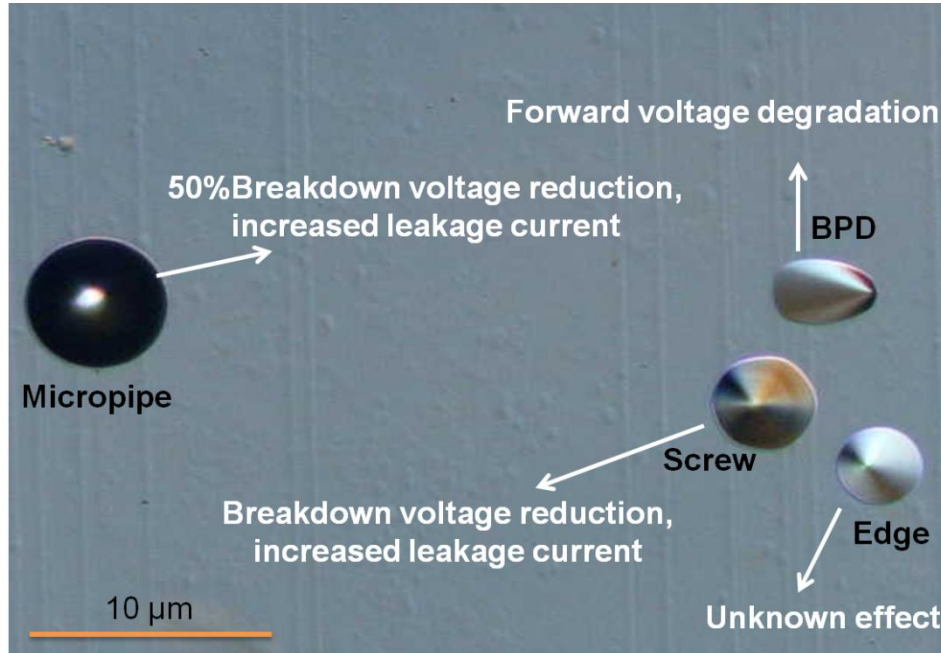 Forward voltage degradation
50%Breakdown voltage reduction,
increased leakage current
BPD
Micropipe
Screw
Breakdown voltage reduction,
increased leakage current
Edge
10 µm
Unknown effect